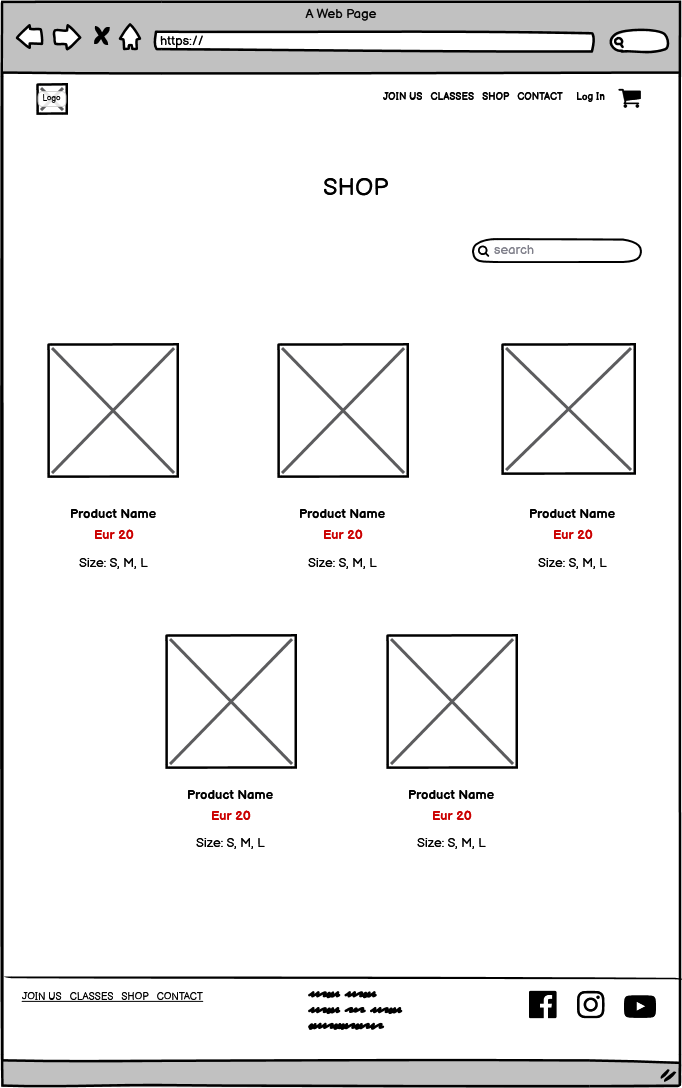 A Web Page
https://
Logo
JOIN US CLASSES SHOP CONTACT Log In
SHOP
search
Product Name
Eur 20
Size: S, M, L
Product Name
Eur 20
Size: S, M, L
Product Name
Eur 20
Size: S, M, L
Product Name
Eur 20
Size: S, M, L
Product Name
Eur 20
Size: S, M, L
JOIN US CLASSES SHOP CONTACT